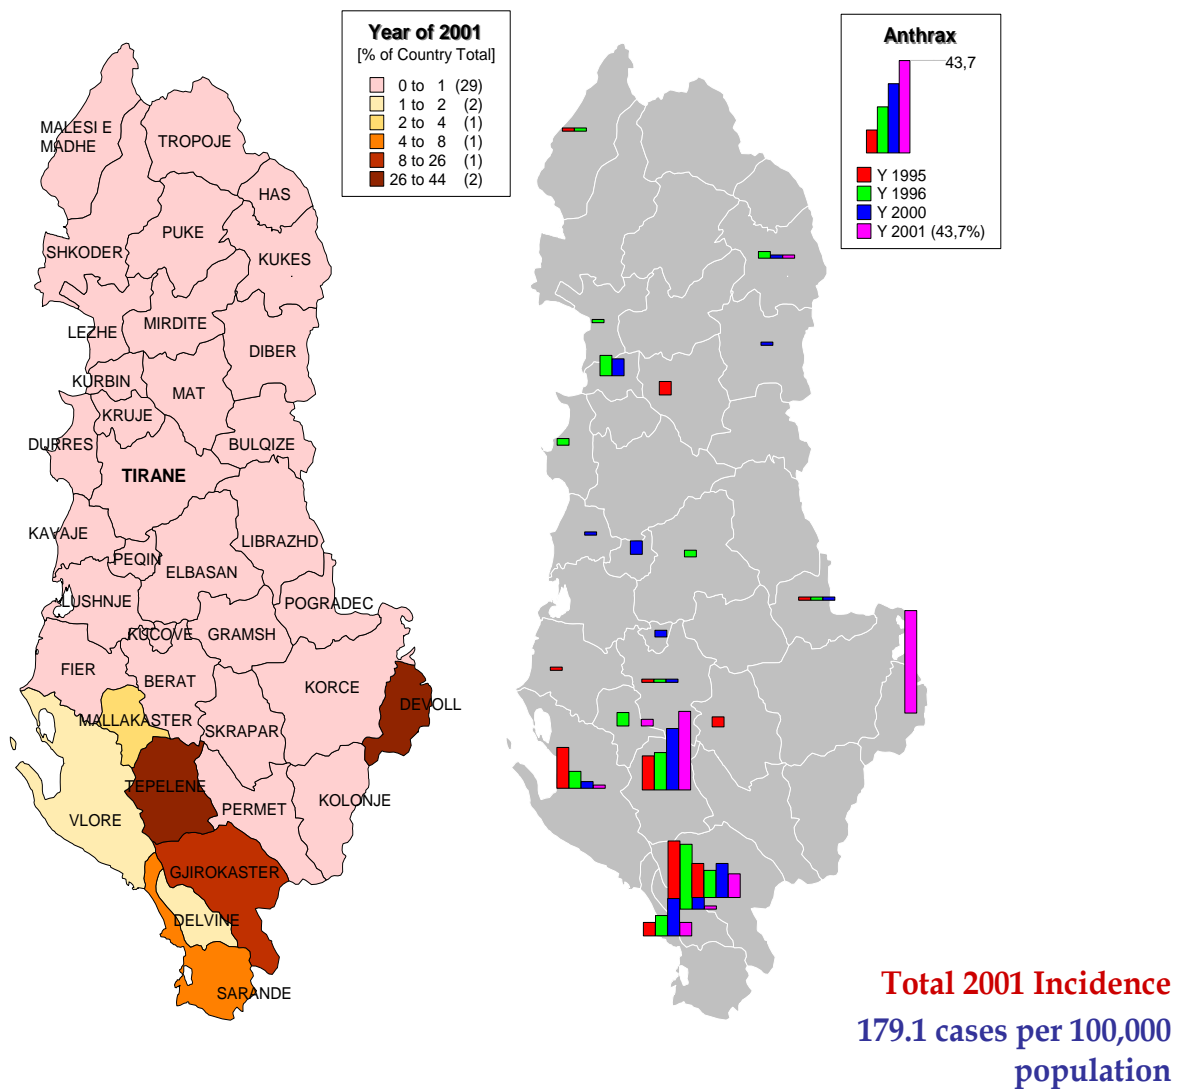 Year of 2001
[% of Country Total]
0 to 1 (29)
1 to 2 (2)
2 to 4 (1)
4 to 8 (1)
8 to 26 (1)
26 to 44 (2)
Anthrax
43,7
Y 1995
Y 1996
Y 2000
Y 2001 (43,7%)
MALESI E
MADHE
TROPOJE
HAS
PUKE
SHKODER
KUKES
LEZHE
MIRDITE
DIBER
KURBIN
MAT
KRUJE
DURRES
BULQIZE
TIRANE
KAVAJE
LIBRAZHD
PEQIN
ELBASAN
LUSHNJE
POGRADEC
KUCOVE
GRAMSH
FIER
BERAT
KORCE
DEVOLL
MALLAKASTER
SKRAPAR
TEPELENE
KOLONJE
PERMET
VLORE
GJIROKASTER
DELVINE
SARANDE
Total 2001 Incidence
179.1 cases per 100,000
population